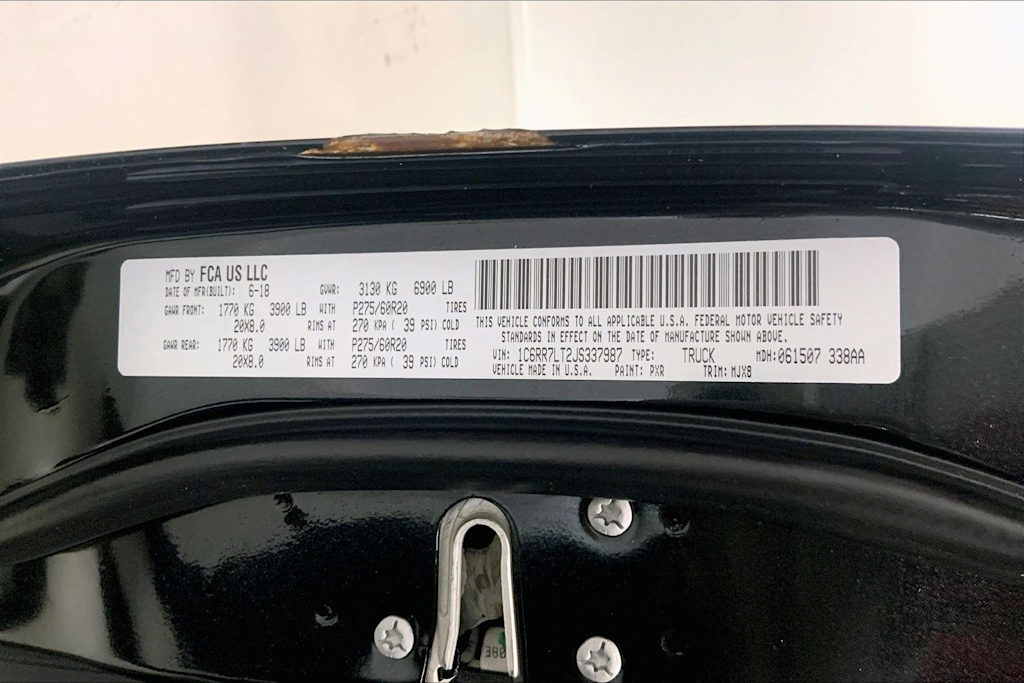 MFD BY FCA US LLC
DATE OF MFR(BUILT): 6-18 GVWR: 3130 KG 6900 LB
GAWR FRONT: 1770 KG 3900 LB WITH P275/60R20 TIRES
20X8.0 RIMS AT 270 KPA ( 39 PSI) COLD
GAWR REAR: 1770 KG 3900 LB WITH P275/60R20 TIRES
20X8.0 RIMS AT 270 KPA ( 39 PSI) COLD
THIS VEHICLE CONFORMS TO ALL APPLICABLE U.S.A. FEDERAL MOTOR VEHICLE SAFETY
STANDARDS IN EFFECT ON THE DATE OF MANUFACTURE SHOWN ABOVE.
VIN: 1C6RR7LT2JS337987 TYPE: TRUCK MDH:061507 338AA
VEHICLE MADE IN U.S.A. PAINT: PXR TRIM: MJX8